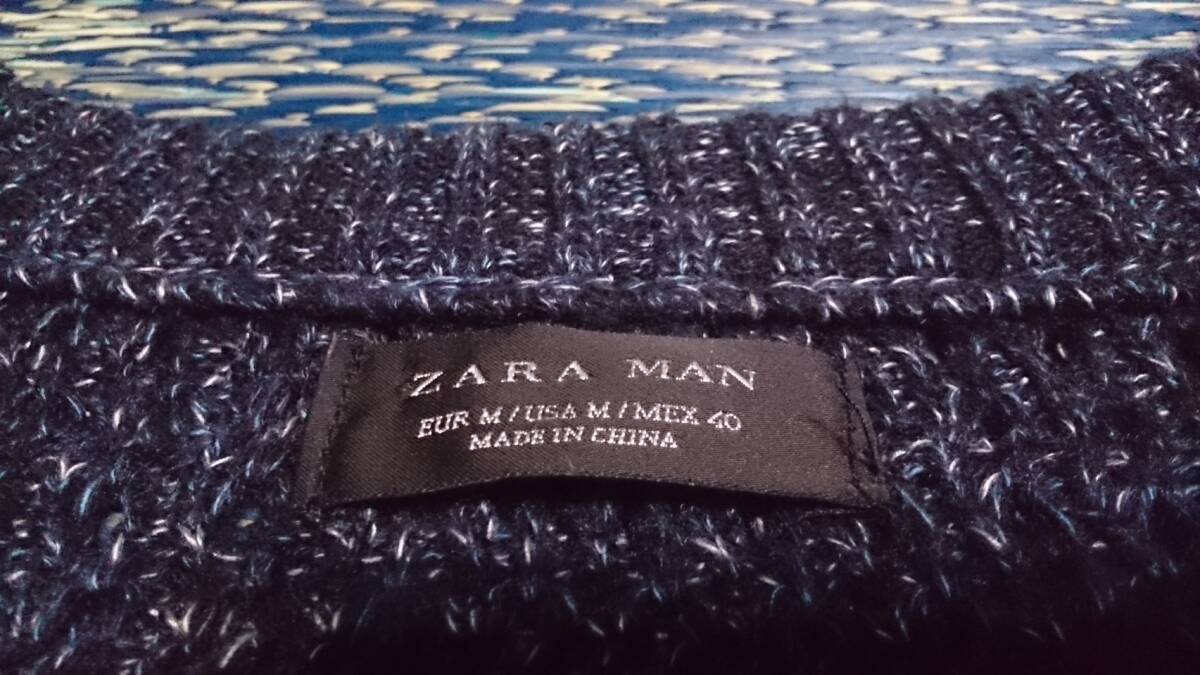 ZARA MAN
EUR M / USA M / MEX 40
MADE IN CHINA